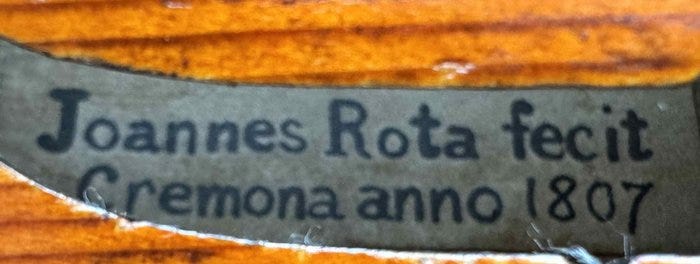 Joannes Rota fecit
Cremona anno 1807